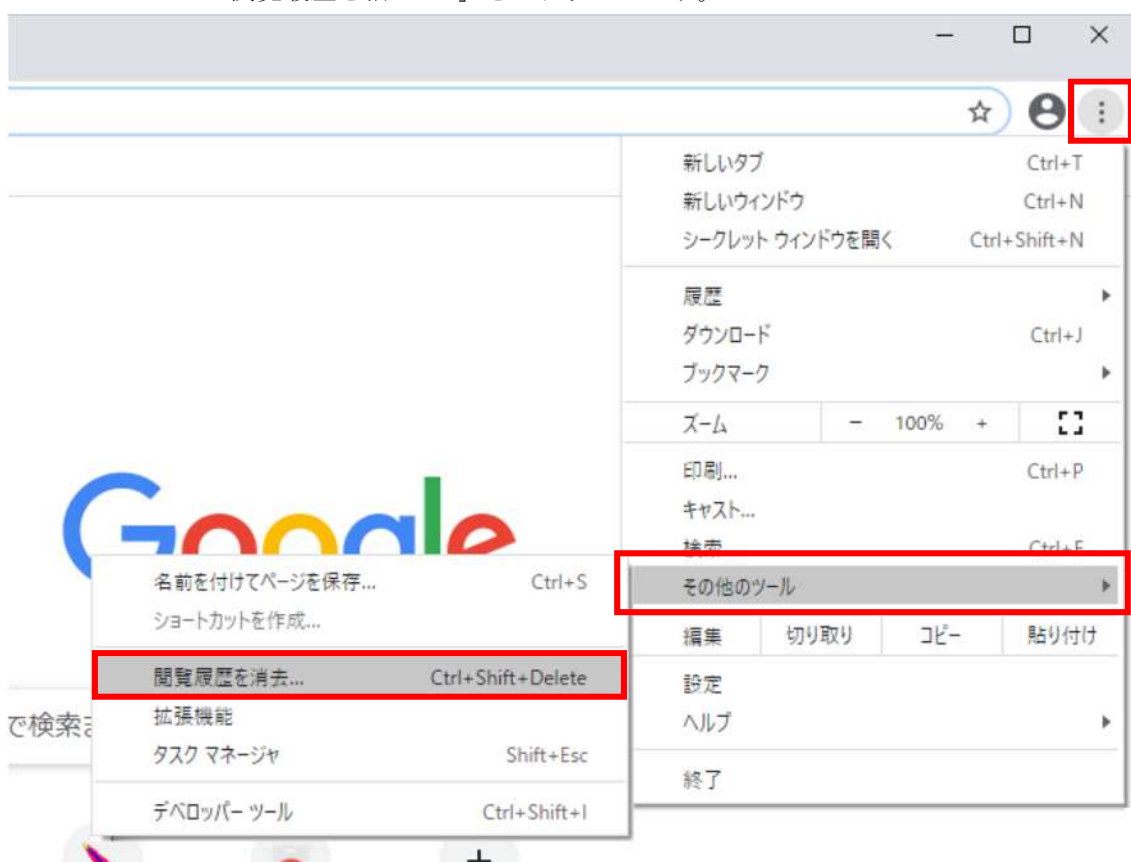 新しいタブ Ctrl+T
新しいウィンドウ Ctrl+N
シークレット ウィンドウを開く Ctrl+Shift+N
履歴
ダウンロード Ctrl+J
ブックマーク
ズーム － 100% +
印刷... Ctrl+P
キャスト...
検索... Ctrl+F
その他のツール
編集 切り取り コピー 貼り付け
設定
ヘルプ
終了
Google
名前を付けてページを保存... Ctrl+S
ショートカットを作成...
閲覧履歴を消去... Ctrl+Shift+Delete
拡張機能
タスク マネージャ Shift+Esc
デベロッパー ツール Ctrl+Shift+I
で検索